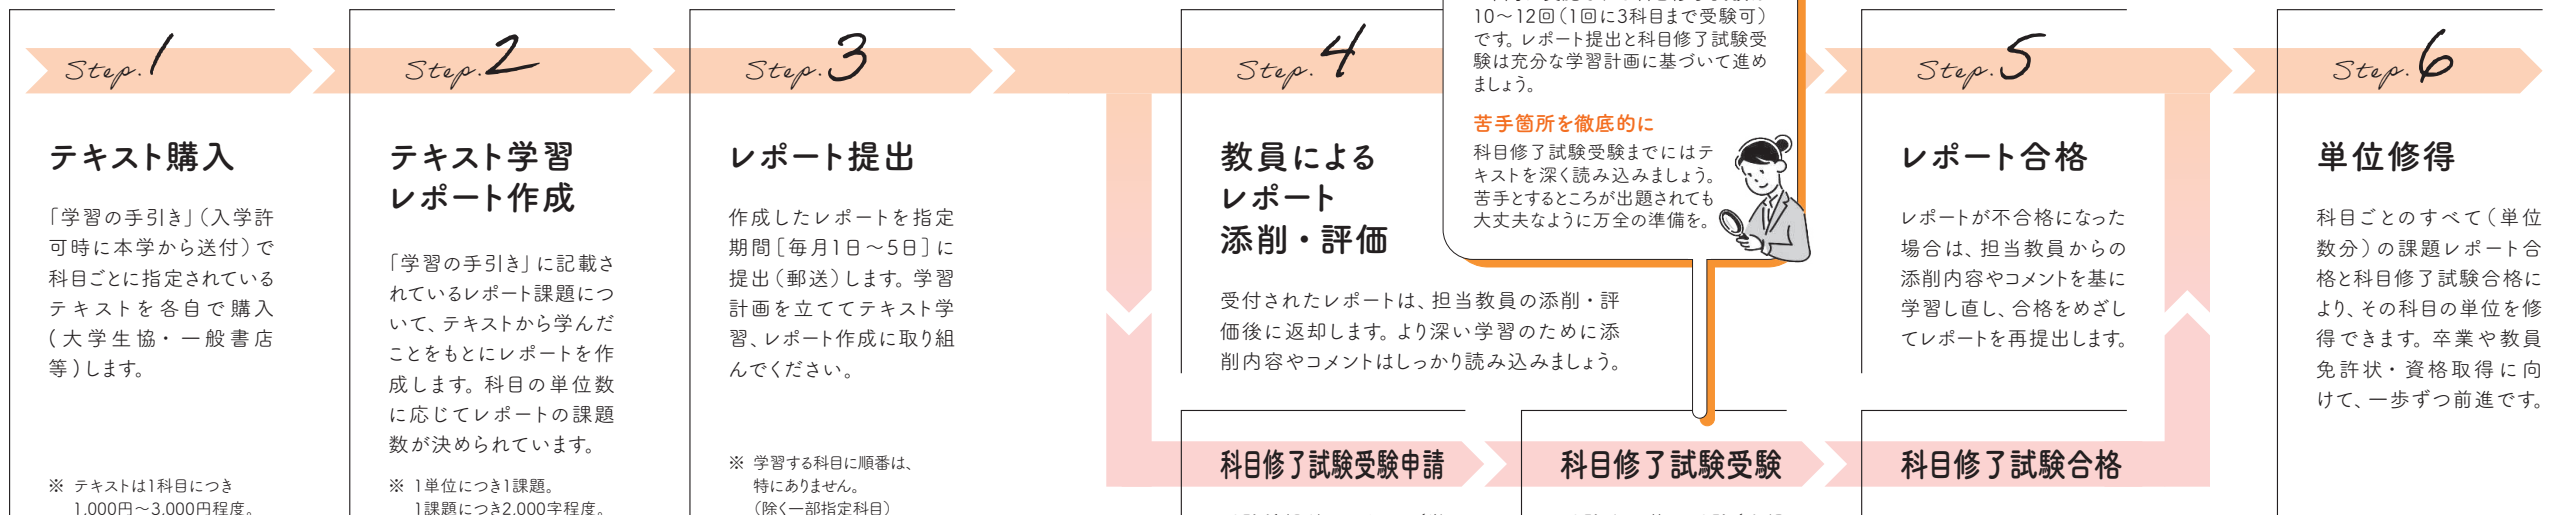 Step.1
テキスト購入
「学習の手引き」（入学許
可時に本学から送付）で
科目ごとに指定されている
テキストを各自で購入
（大学生協・一般書店
等）します。
※ テキストは1科目につき
1,000円～3,000円程度。
Step.2
テキスト学習
レポート作成
「学習の手引き」に記載さ
れているレポート課題につ
いて、テキストから学んだ
ことをもとにレポートを作
成します。科目の単位数
に応じてレポートの課題
数が決められています。
※ 1単位につき1課題。
1課題につき2,000字程度。
Step.3
レポート提出
作成したレポートを指定
期間［毎月1日～5日］に
提出（郵送）します。学習
計画を立ててテキスト学
習、レポート作成に取り組
んでください。
※ 学習する科目に順番は、
特にありません。
（除く一部指定科目）
Step.4
教員による
レポート
添削・評価
受付されたレポートは、担当教員の添削・評
価後に返却します。より深い学習のために添
削内容やコメントはしっかり読み込みましょう。
10～12回（1回に3科目まで受験可）
です。レポート提出と科目修了試験受
験は充分な学習計画に基づいて進め
ましょう。
苦手箇所を徹底的に
科目修了試験受験までにはテ
キストを深く読み込みましょう。
苦手とするところが出題されても
大丈夫なように万全の準備を。
科目修了試験受験申請
科目修了試験受験
Step.5
レポート合格
レポートが不合格になった
場合は、担当教員からの
添削内容やコメントを基に
学習し直し、合格をめざし
てレポートを再提出します。
科目修了試験合格
Step.6
単位修得
科目ごとのすべて（単位
数分）の課題レポート合
格と科目修了試験合格に
より、その科目の単位を修
得できます。卒業や教員
免許状・資格取得に向
けて、一歩ずつ前進です。